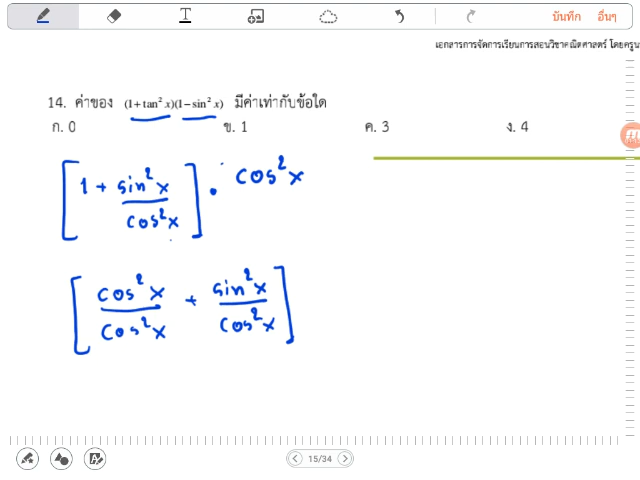 บันทึก อื่นๆ
เอกสารการจัดการเรียนการสอนวิชาคณิตศาสตร์ โดยครูน
14. ค่าของ (1+tan² x)(1−sin² x) มีค่าเท่ากับข้อใด
ก. 0 ข. 1 ค. 3 ง. 4
[1 + sin²x/cos²x] · cos²x
[cos²x/cos²x + sin²x/cos²x]
15/34